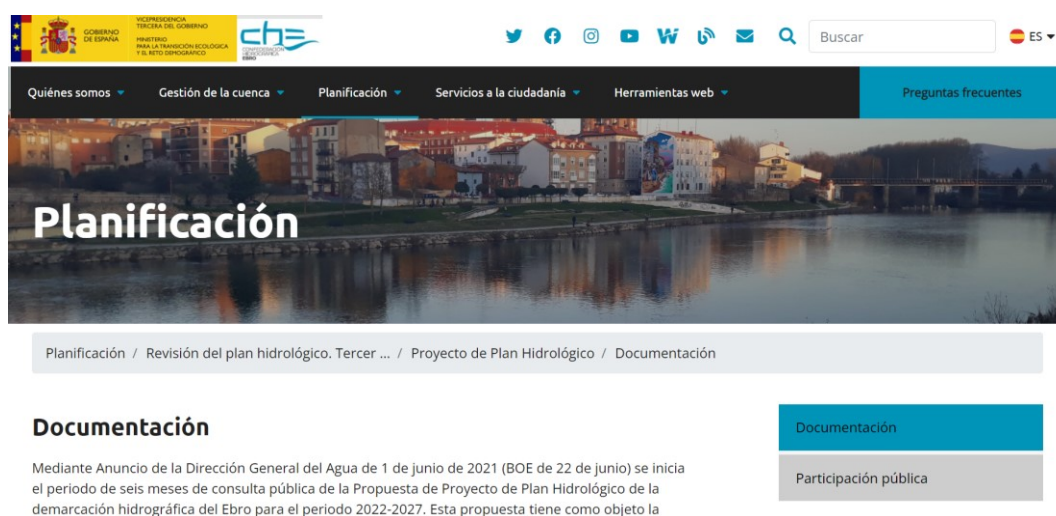 GOBIERNO
DE ESPAÑA
VICEPRESIDENCIA
TERCERA DEL GOBIERNO
MINISTERIO
PARA LA TRANSICIÓN ECOLÓGICA
Y EL RETO DEMOGRÁFICO
che
CONFEDERACIÓN
HIDROGRÁFICA
EBRO
Buscar
ES
Quiénes somos
Gestión de la cuenca
Planificación
Servicios a la ciudadanía
Herramientas web
Preguntas frecuentes
Planificación
Planificación / Revisión del plan hidrológico. Tercer ... / Proyecto de Plan Hidrológico / Documentación
Documentación
Mediante Anuncio de la Dirección General del Agua de 1 de junio de 2021 (BOE de 22 de junio) se inicia
el periodo de seis meses de consulta pública de la Propuesta de Proyecto de Plan Hidrológico de la
demarcación hidrográfica del Ebro para el periodo 2022-2027. Esta propuesta tiene como objeto la
Documentación
Participación pública